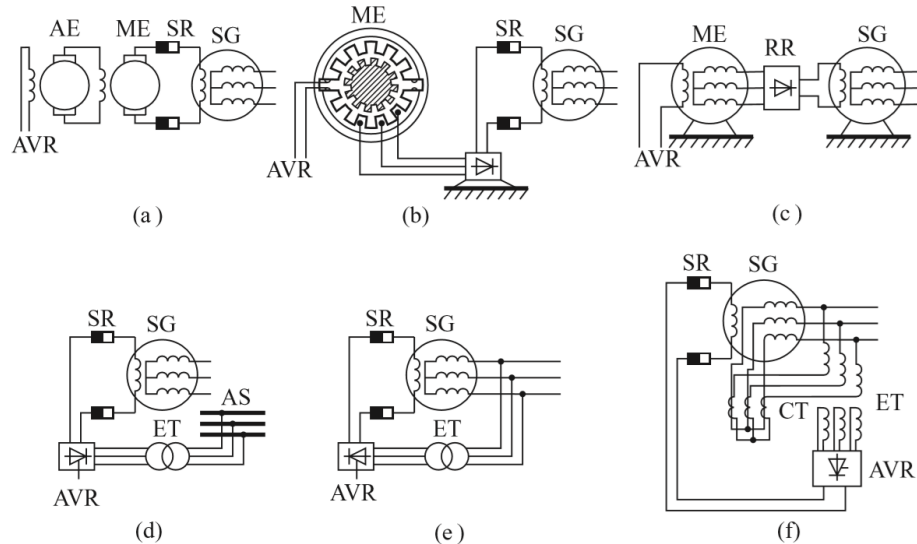 AE ME SR SG
AVR
(a)
ME SR SG
AVR
(b)
ME RR SG
AVR
(c)
SR SG
AS
ET
AVR
(d)
SR SG
ET
AVR
(e)
SR SG
CT ET
AVR
(f)